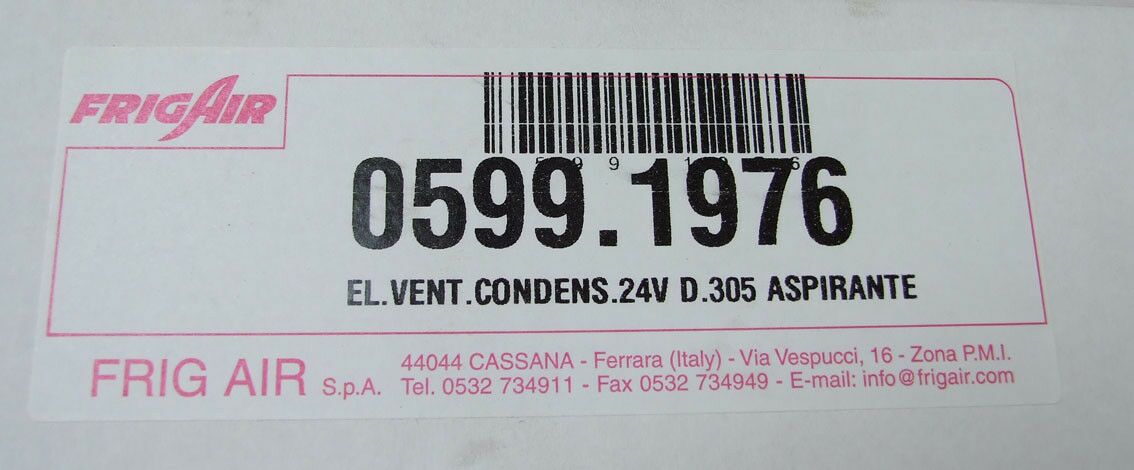 FRIGAIR
0599.1976
EL.VENT.CONDENS.24V D.305 ASPIRANTE
FRIG AIR S.p.A.
44044 CASSANA - Ferrara (Italy) - Via Vespucci, 16 - Zona P.M.I.
Tel. 0532 734911 - Fax 0532 734949 - E-mail: info@frigair.com